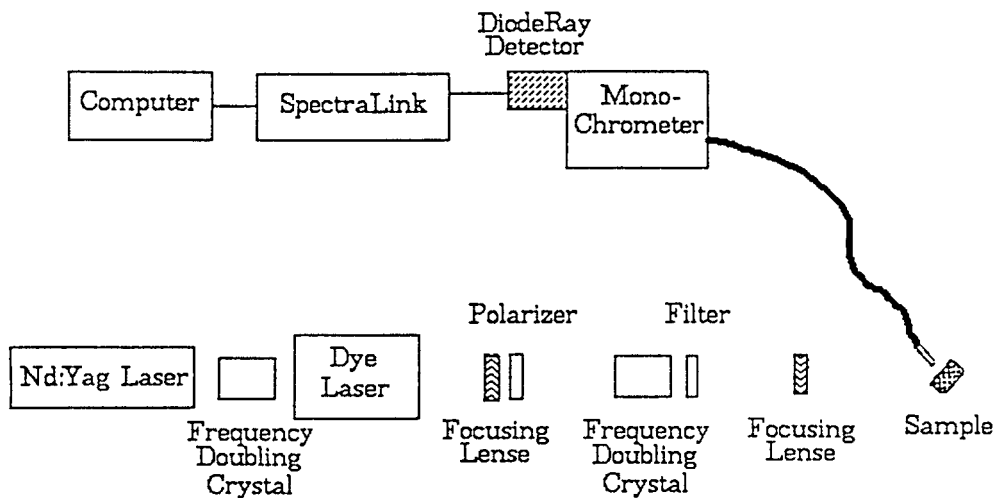 DiodeRay
Detector
Computer
SpectraLink
Mono-
Chrometer
Polarizer
Filter
Nd:Yag Laser
Dye
Laser
Frequency
Doubling
Crystal
Focusing
Lense
Frequency
Doubling
Crystal
Focusing
Lense
Sample